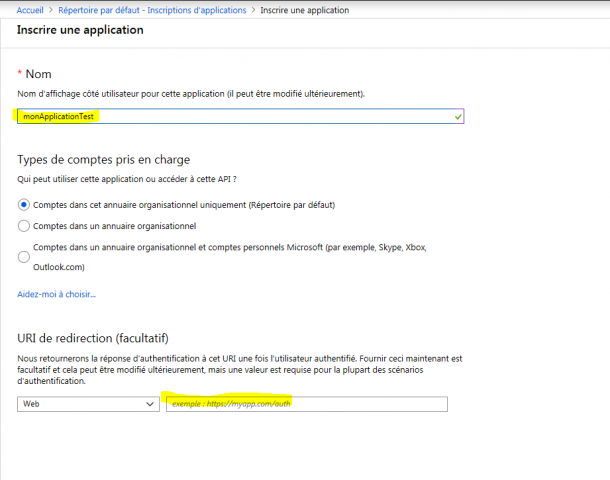 Accueil > Répertoire par défaut - Inscriptions d'applications > Inscrire une application
Inscrire une application
* Nom
Nom d'affichage côté utilisateur pour cette application (il peut être modifié ultérieurement).
monApplicationTest
Types de comptes pris en charge
Qui peut utiliser cette application ou accéder à cette API ?
Comptes dans cet annuaire organisationnel uniquement (Répertoire par défaut)
Comptes dans un annuaire organisationnel
Comptes dans un annuaire organisationnel et comptes personnels Microsoft (par exemple, Skype, Xbox,
Outlook.com)
Aidez-moi à choisir...
URI de redirection (facultatif)
Nous retournerons la réponse d'authentification à cet URI une fois l'utilisateur authentifié. Fournir ceci maintenant est
facultatif et cela peut être modifié ultérieurement, mais une valeur est requise pour la plupart des scénarios
d'authentification.
Web
exemple : https://myapp.com/auth